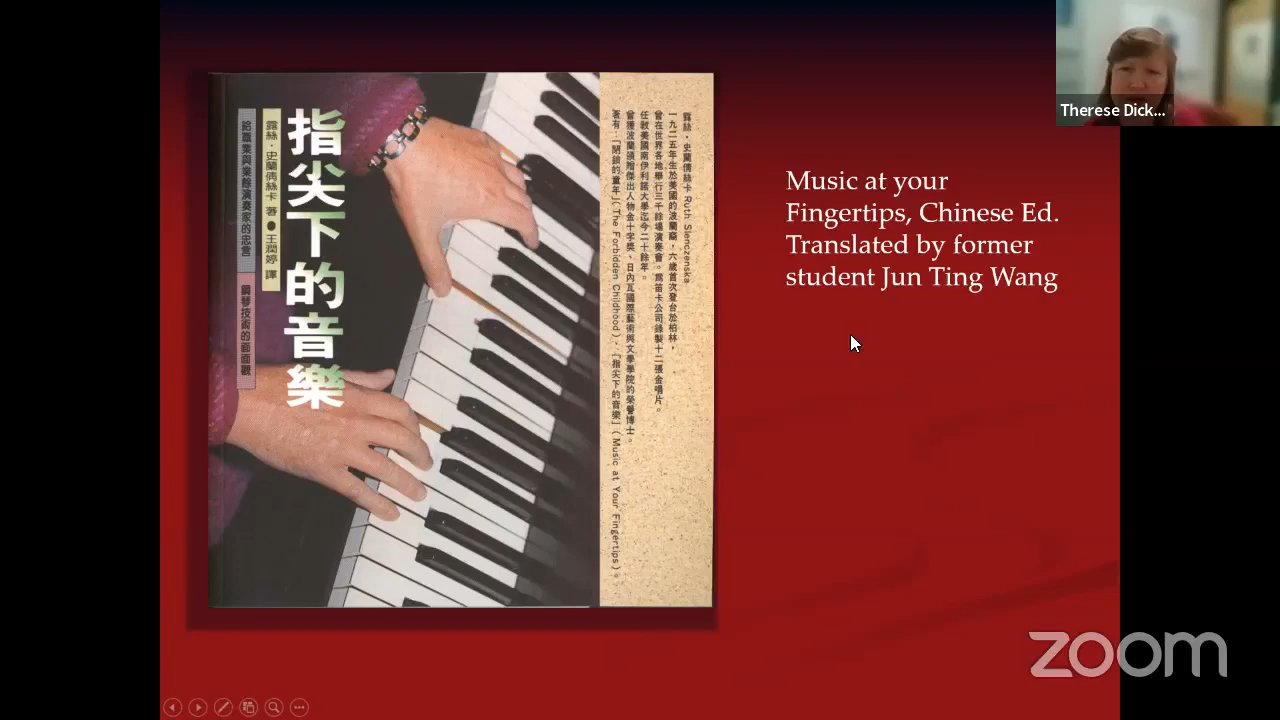 指尖下的音樂
露絲·史蘭倩絲卡 著●王潤婷 譯
給專業與業餘演奏家的忠言
鋼琴技術的面面觀
露絲·史蘭倩絲卡 Ruth Slenczenska
一九二五年生於美國的波蘭裔，六歲首次登台於柏林，
曾在世界各地舉行三千餘場演奏會。爲笛卡公司錄製十二張金唱片。
任教美國南伊利諾大學迄今二十餘年。
曾獲波蘭頒贈傑出人物金十字獎、日內瓦國際藝術與文學學院的榮譽博士。
著有：「閉鎖的童年」(The Forbidden Childhood)、「指尖下的音樂」(Music at Your Fingertips)。
Music at your
Fingertips, Chinese Ed.
Translated by former
student Jun Ting Wang
Therese Dick...
zoom